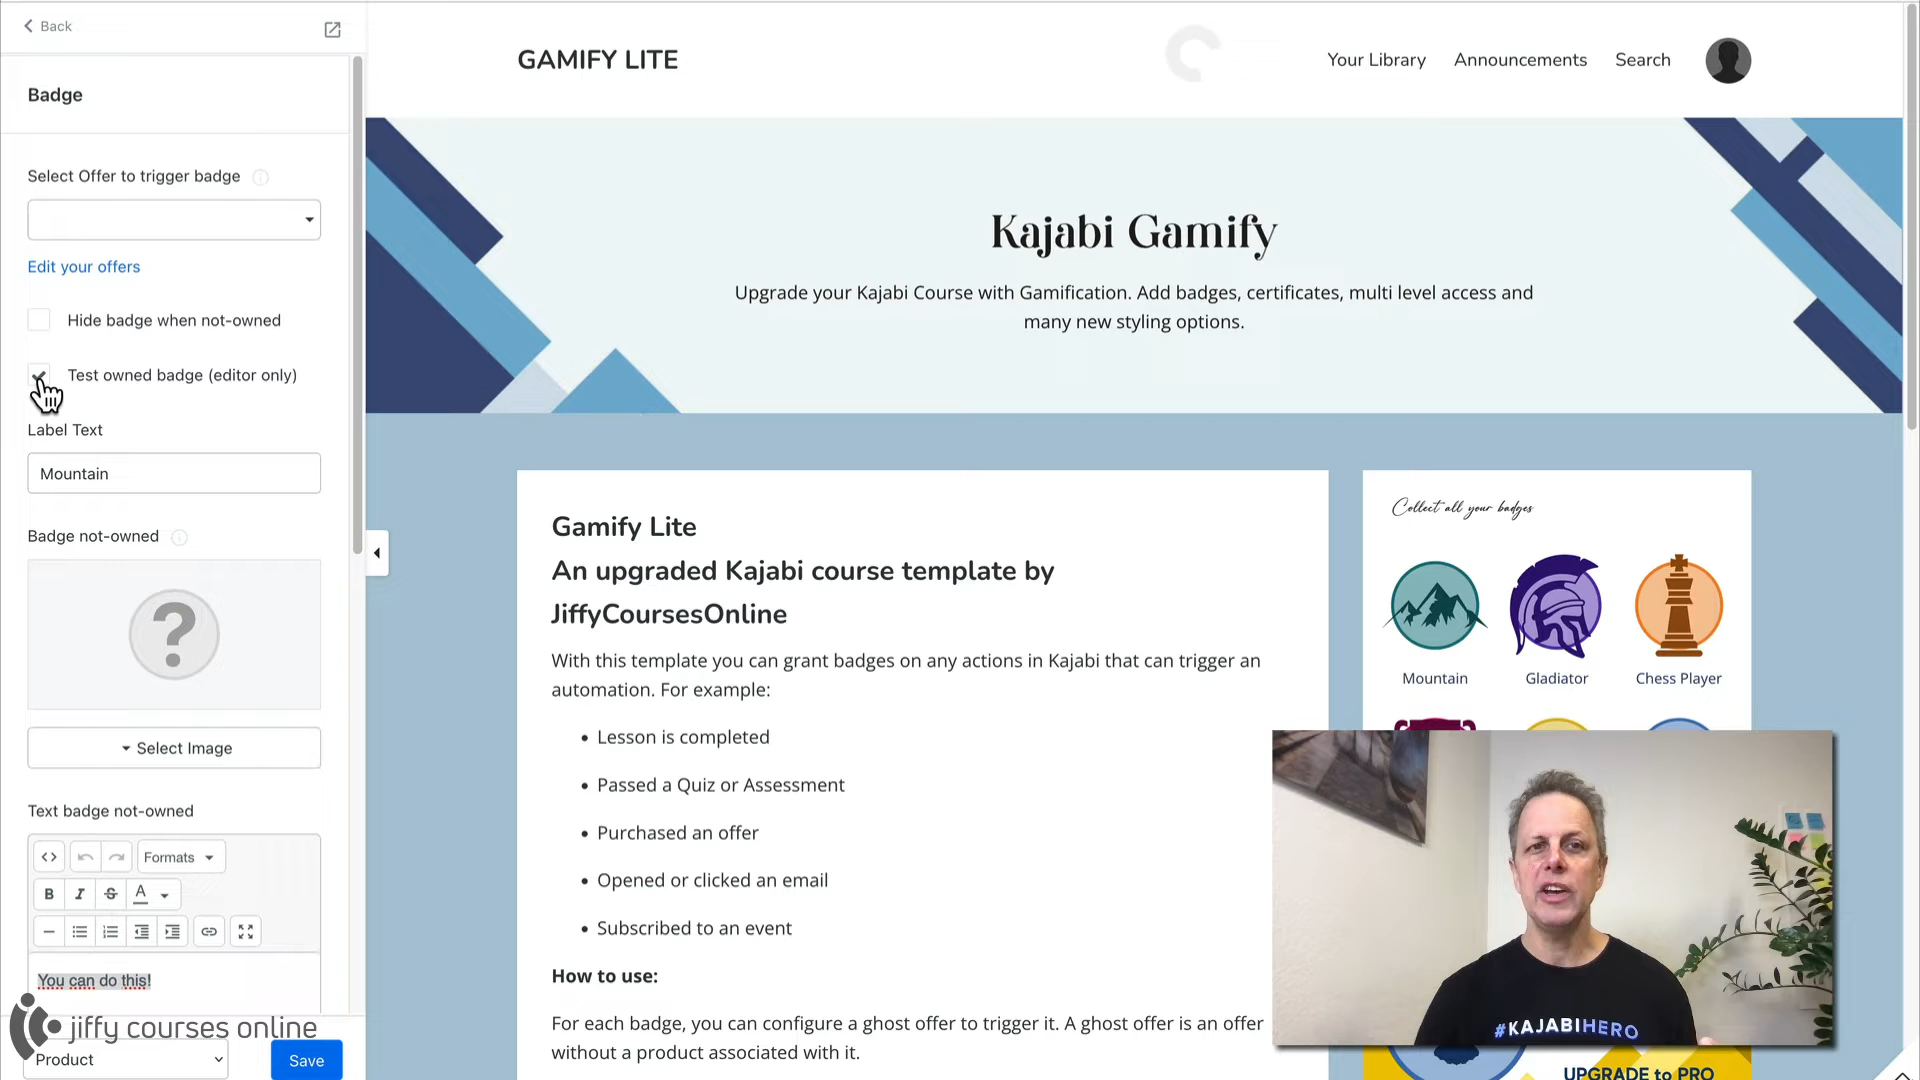 Back
Badge
Select Offer to trigger badge
Edit your offers
Hide badge when not-owned
Test owned badge (editor only)
Label Text
Mountain
Badge not-owned
?
Select Image
Text badge not-owned
Formats
B I S A
You can do this!
jiffy courses online
Product
Save
GAMIFY LITE
Your Library
Announcements
Search
Kajabi Gamify
Upgrade your Kajabi Course with Gamification. Add badges, certificates, multi level access and
many new styling options.
Gamify Lite
An upgraded Kajabi course template by
JiffyCoursesOnline
With this template you can grant badges on any actions in Kajabi that can trigger an
automation. For example:
• Lesson is completed
• Passed a Quiz or Assessment
• Purchased an offer
• Opened or clicked an email
• Subscribed to an event
How to use:
For each badge, you can configure a ghost offer to trigger it. A ghost offer is an offer
without a product associated with it.
Collect all your badges
Mountain
Gladiator
Chess Player
#KAJABIHERO
UPGRADE to PRO